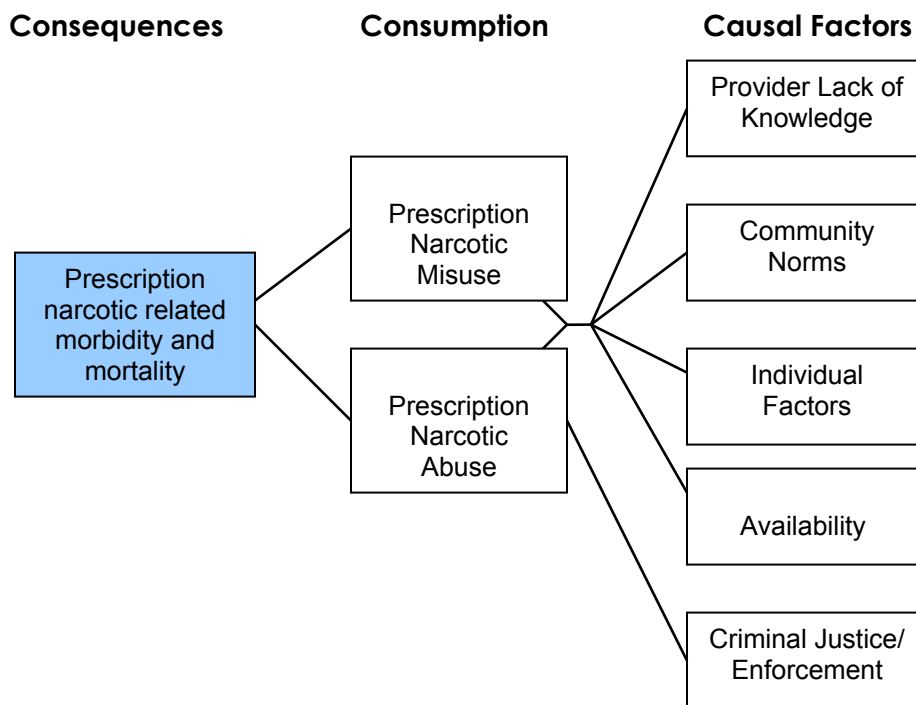 Consequences
Consumption
Causal Factors
Prescription
narcotic related
morbidity and
mortality
Prescription
Narcotic
Misuse
Prescription
Narcotic
Abuse
Provider Lack of
Knowledge
Community
Norms
Individual
Factors
Availability
Criminal Justice/
Enforcement